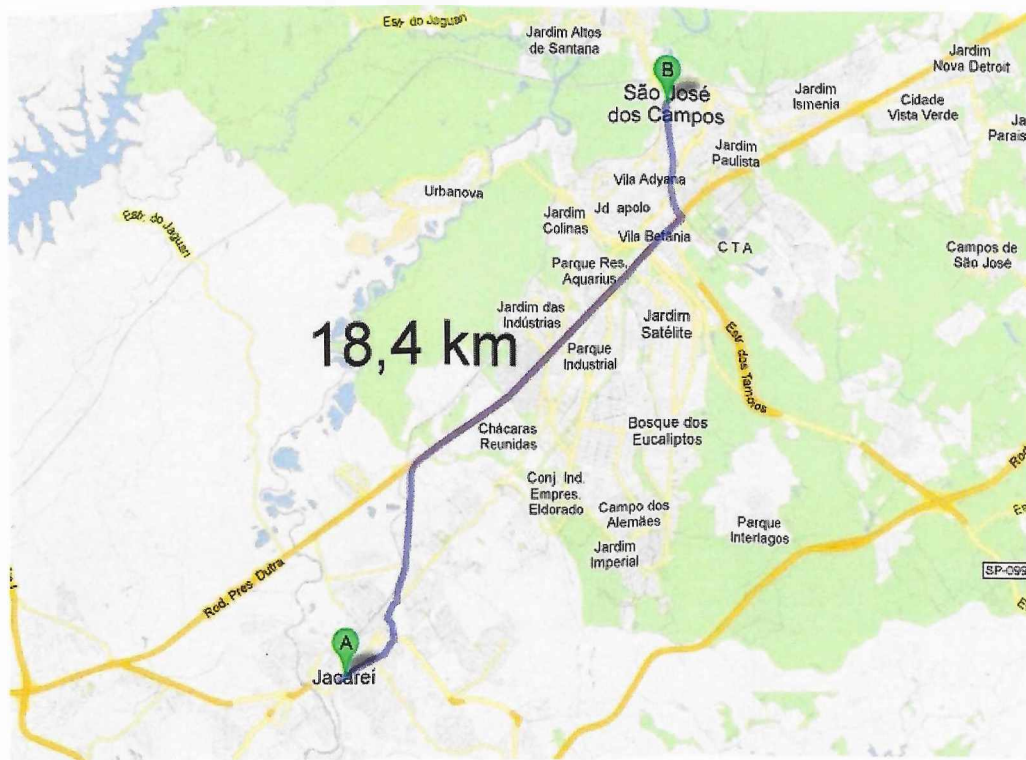 Estr. do Jaguari
Jardim Altos
de Santana
Jardim
Nova Detroit
B
São José
dos Campos
Jardim
Ismenia
Cidade
Vista Verde
Jardim
Paulista
Vila Adyana
Urbanova
Jd apolo
Jardim
Colinas
Vila Betânia
CTA
Campos de
São José
Estr. do Jaguari
Parque Res.
Aquarius
Jardim das
Indústrias
Jardim
Satélite
18,4 km
Parque
Industrial
Estr. dos Tamoios
Chácaras
Reunidas
Bosque dos
Eucaliptos
Conj. Ind.
Empres.
Eldorado
Campo dos
Alemães
Parque
Interlagos
Jardim
Imperial
Rod. Pres. Dutra
SP-099
A
Jacareí